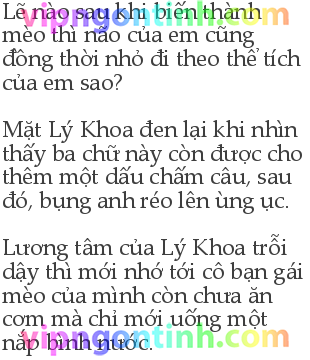 vipngontinh.com
Lẽ nào sau khi biến thành
mèo thì não của em cũng
đồng thời nhỏ đi theo thể tích
của em sao?
Mặt Lý Khoa đen lại khi nhìn
thấy ba chữ này còn được cho
thêm một dấu chấm câu, sau
đó, bụng anh réo lên ùng ục.
Lương tâm của Lý Khoa trỗi
dậy thì mới nhớ tới cô bạn gái
mèo của mình còn chưa ăn
cơm mà chỉ mới uống một
nắp bình nước.
vipngontinh.com